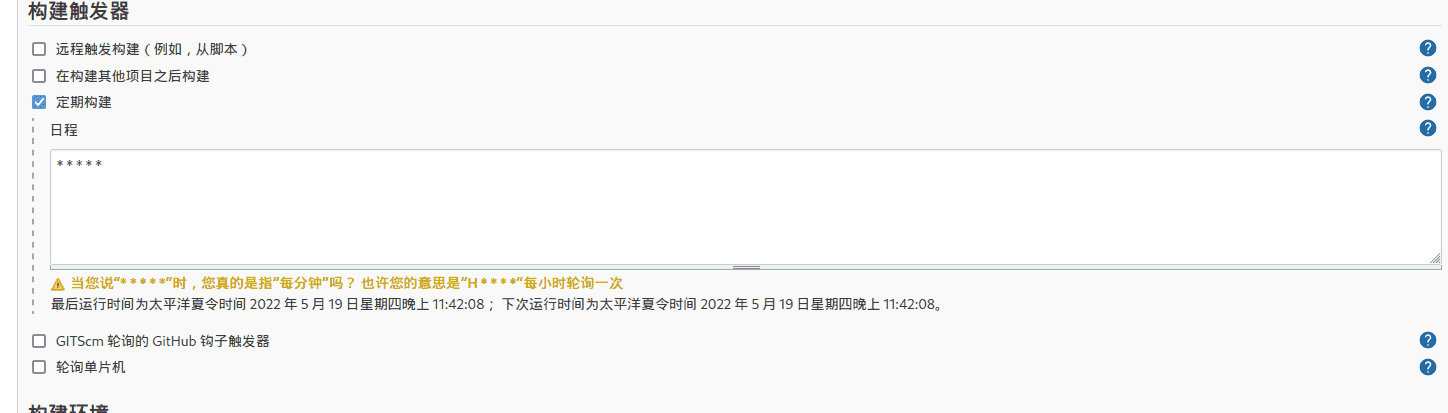 构建触发器
远程触发构建（例如，从脚本）
在构建其他项目之后构建
定期构建
日程
* * * * *
当您说“* * * * *”时，您真的是指“每分钟”吗？ 也许您的意思是“H * * * *”每小时轮询一次
最后运行时间为太平洋夏令时间 2022 年 5 月 19 日星期四晚上 11:42:08； 下次运行时间为太平洋夏令时间 2022 年 5 月 19 日星期四晚上 11:42:08。
GITScm 轮询的 GitHub 钩子触发器
轮询单片机
构建环境